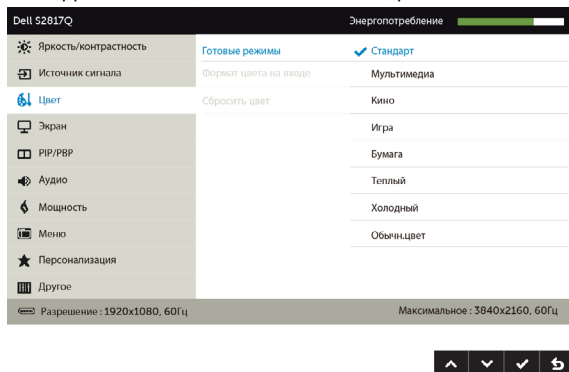 Dell S2817Q
Энергопотребление
Яркость/контрастность
Готовые режимы
Стандарт
Источник сигнала
Формат цвета на входе
Мультимедиа
Цвет
Сбросить цвет
Кино
Экран
Игра
PIP/PBP
Бумага
Аудио
Теплый
Мощность
Холодный
Меню
Обычн.цвет
Персонализация
Другое
Разрешение : 1920x1080, 60Гц
Максимальное : 3840x2160, 60Гц